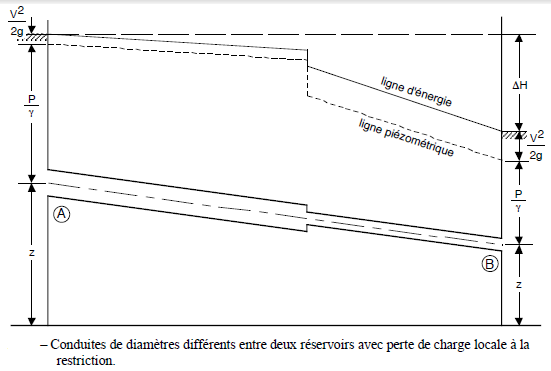 V²
2g
P
γ
z
A
ligne d'énergie
ligne piézométrique
ΔH
V²
2g
P
γ
B
z
– Conduites de diamètres différents entre deux réservoirs avec perte de charge locale à la
restriction.